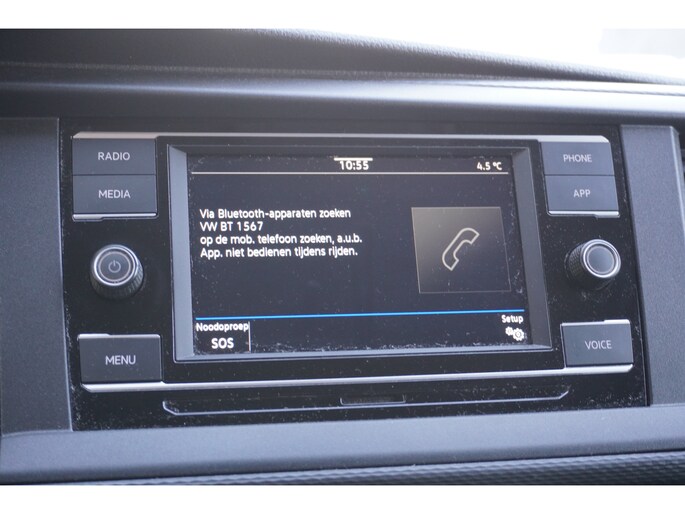 RADIO
MEDIA
MENU
10:55
4.5 °C
Via Bluetooth-apparaten zoeken
VW BT 1567
op de mob. telefoon zoeken, a.u.b.
App. niet bedienen tijdens rijden.
Noodoproep
SOS
Setup
PHONE
APP
VOICE